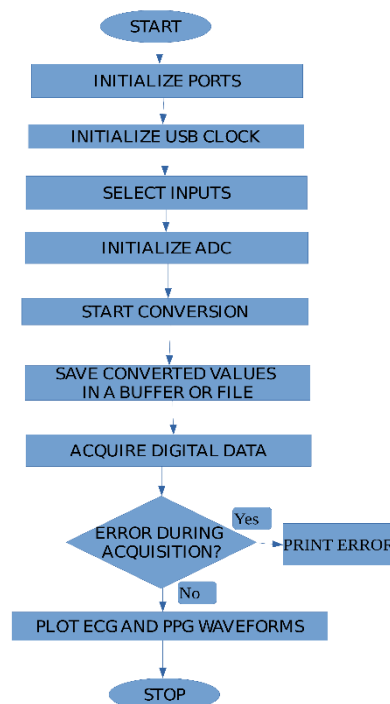 START
INITIALIZE PORTS
INITIALIZE USB CLOCK
SELECT INPUTS
INITIALIZE ADC
START CONVERSION
SAVE CONVERTED VALUES
IN A BUFFER OR FILE
ACQUIRE DIGITAL DATA
ERROR DURING
ACQUISITION?
Yes
PRINT ERROR
No
PLOT ECG AND PPG WAVEFORMS
STOP